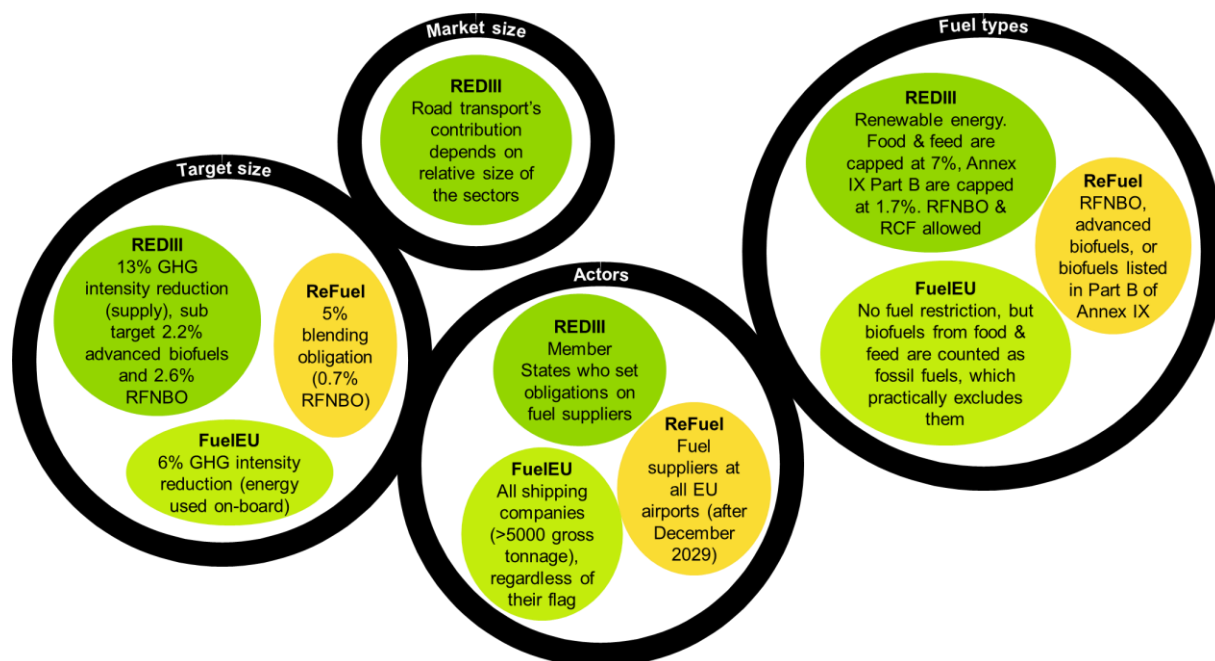 Market size
REDIII
Road transport's
contribution
depends on
relative size of
the sectors
Fuel types
REDIII
Renewable energy.
Food & feed are
capped at 7%, Annex
IX Part B are capped
at 1.7%. RFNBO &
RCF allowed
ReFuel
RFNBO,
advanced
biofuels, or
biofuels listed
in Part B of
Annex IX
FuelEU
No fuel restriction, but
biofuels from food &
feed are counted as
fossil fuels, which
practically excludes
them
Target size
REDIII
13% GHG
intensity reduction
(supply), sub
target 2.2%
advanced biofuels
and 2.6%
RFNBO
ReFuel
5%
blending
obligation
(0.7%
RFNBO)
FuelEU
6% GHG intensity
reduction (energy
used on-board)
Actors
REDIII
Member
States who set
obligations on
fuel suppliers
ReFuel
Fuel
suppliers at
all EU
airports (after
December
2029)
FuelEU
All shipping
companies
(>5000 gross
tonnage),
regardless of
their flag